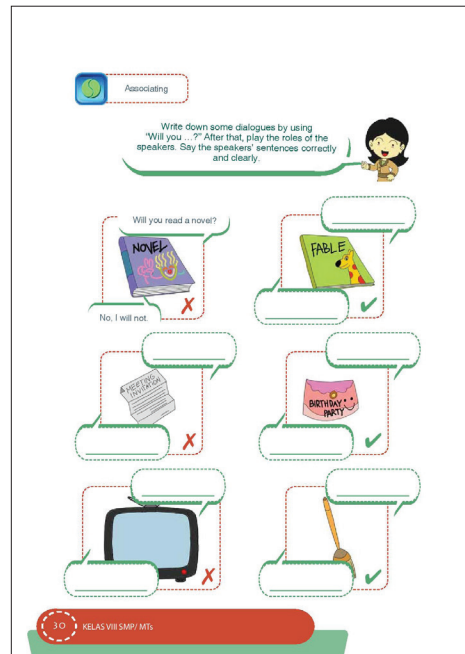 Associating
Write down some dialogues by using
"Will you ...?" After that, play the roles of the
speakers. Say the speakers' sentences correctly
and clearly.
Will you read a novel?
NOVEL
No, I will not.
FABLE
MEETING
INVITATION
BIRTHDAY
PARTY
30 KELAS VIII SMP/ MTs